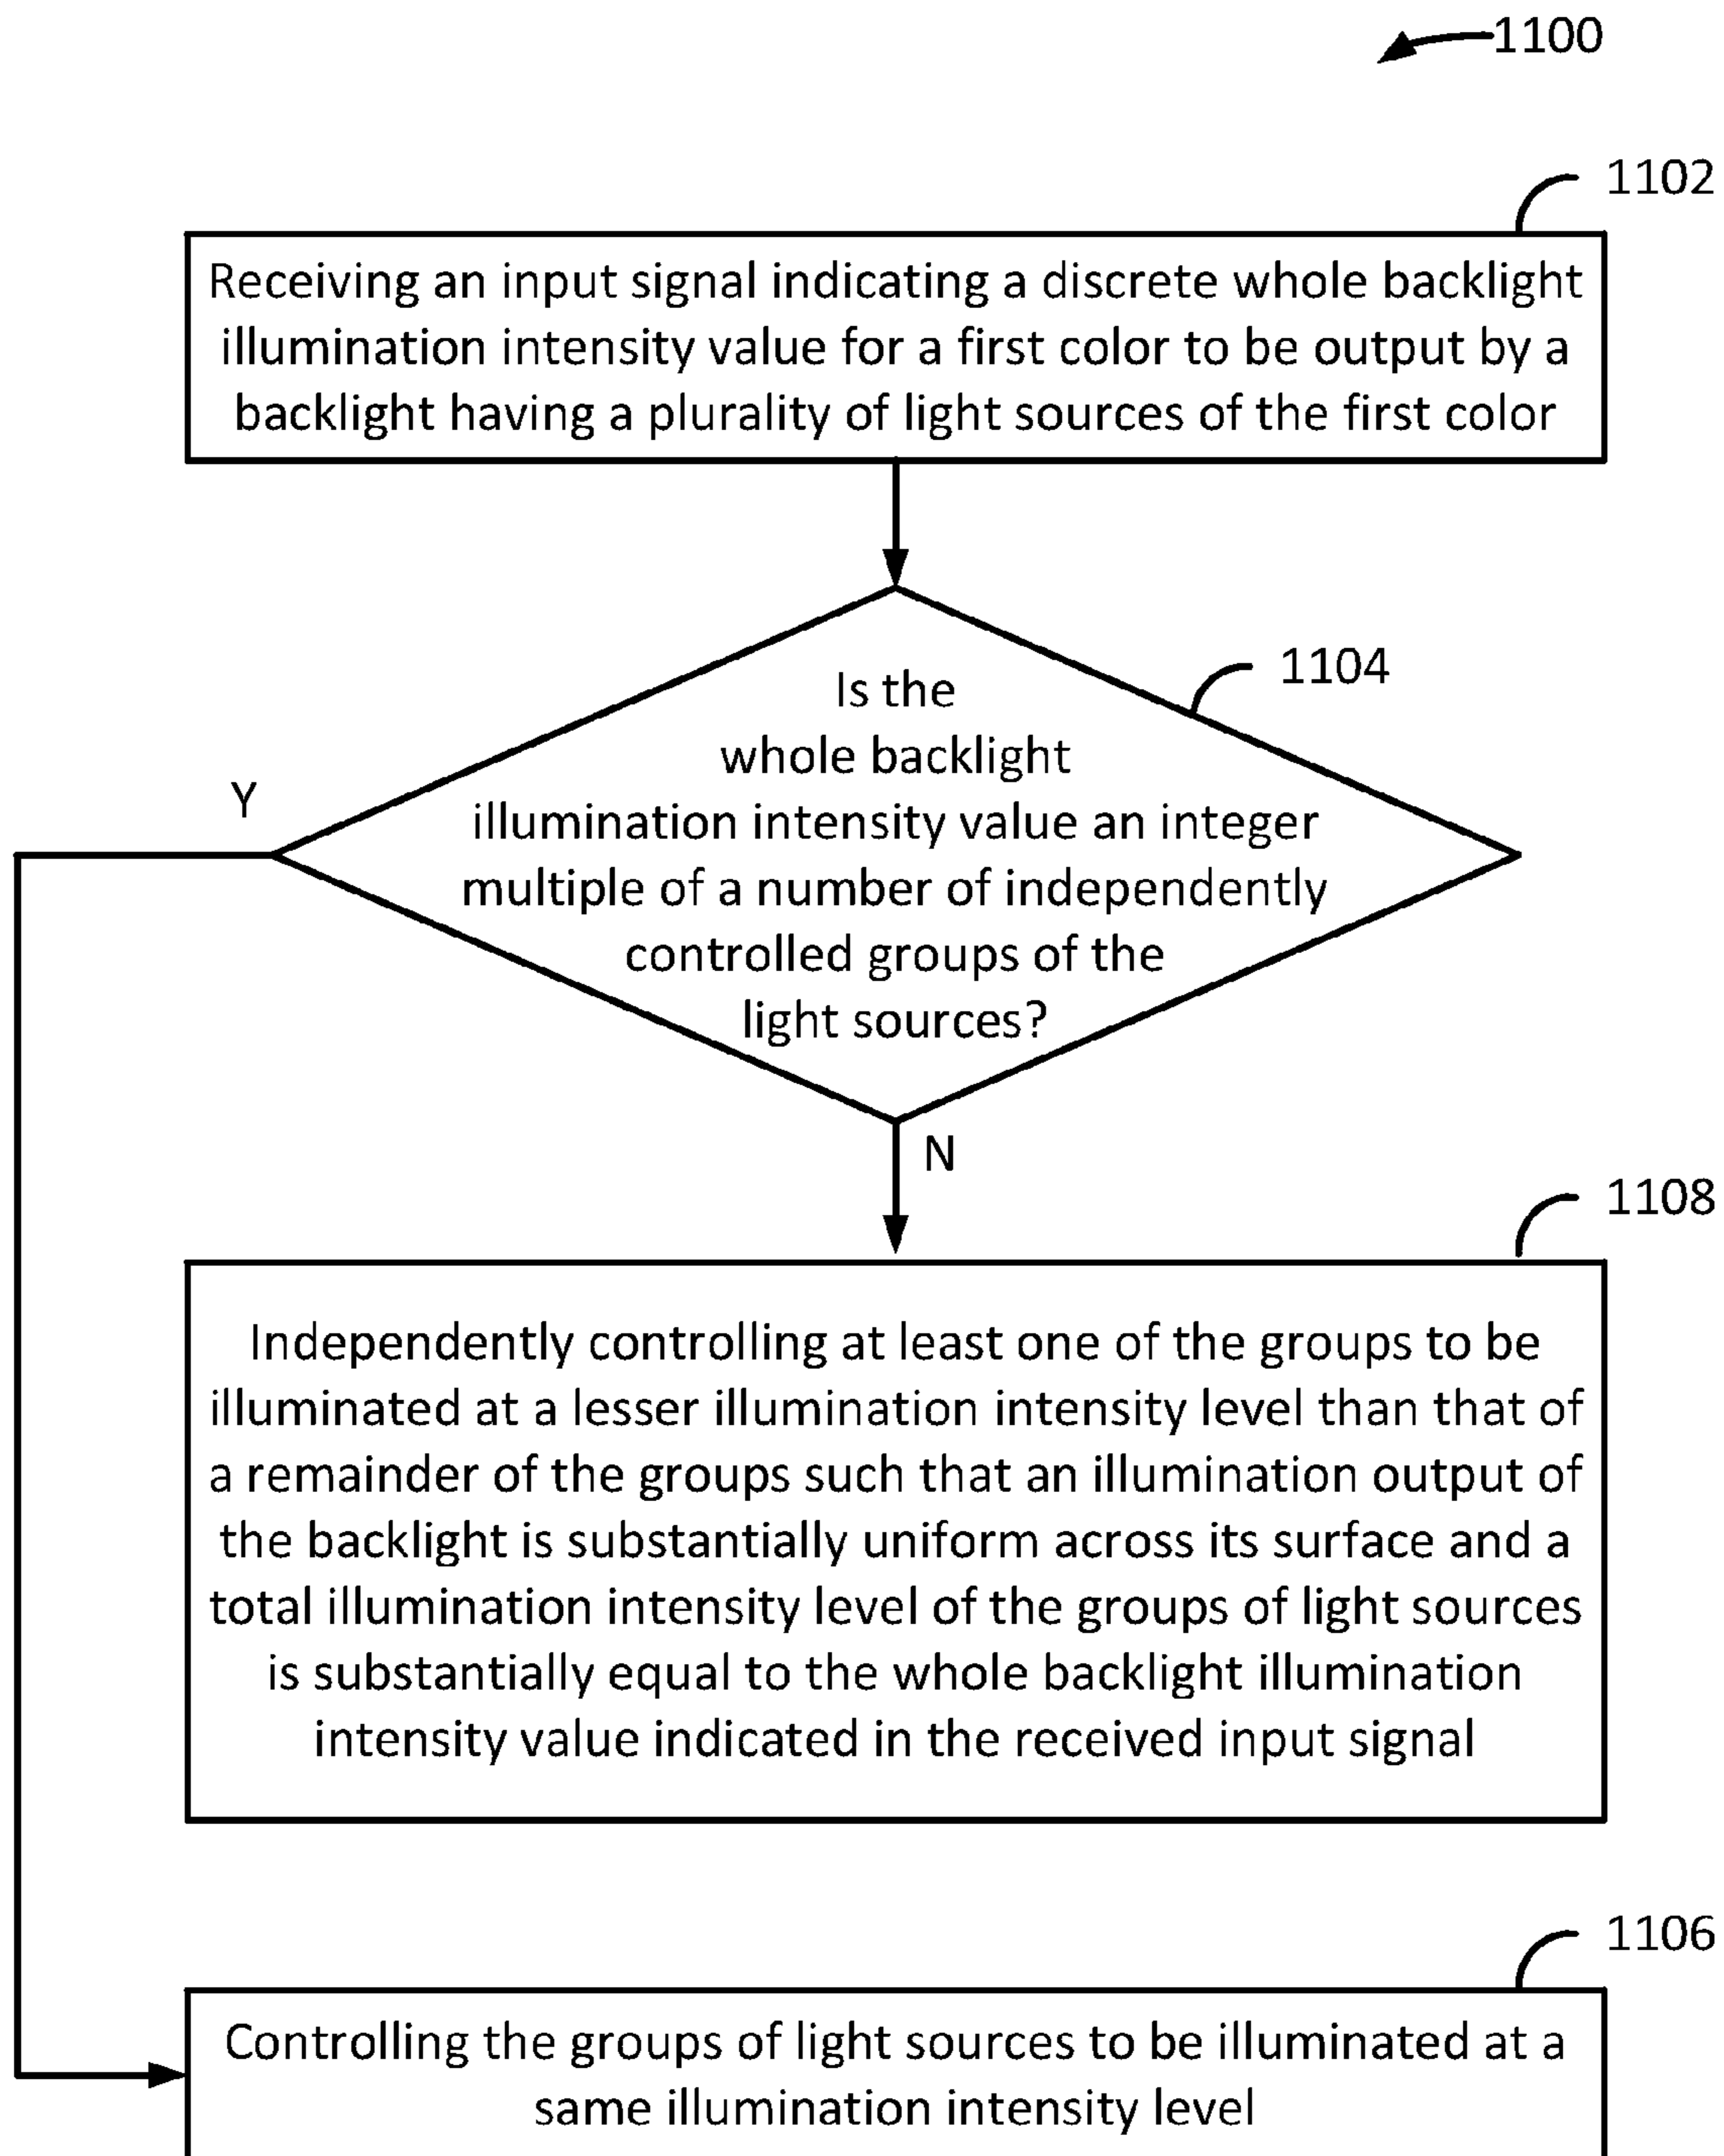 1100
1102
Receiving an input signal indicating a discrete whole backlight
illumination intensity value for a first color to be output by a
backlight having a plurality of light sources of the first color
1104
Is the
whole backlight
illumination intensity value an integer
multiple of a number of independently
controlled groups of the
light sources?
Y
N
1108
Independently controlling at least one of the groups to be
illuminated at a lesser illumination intensity level than that of
a remainder of the groups such that an illumination output of
the backlight is substantially uniform across its surface and a
total illumination intensity level of the groups of light sources
is substantially equal to the whole backlight illumination
intensity value indicated in the received input signal
1106
Controlling the groups of light sources to be illuminated at a
same illumination intensity level